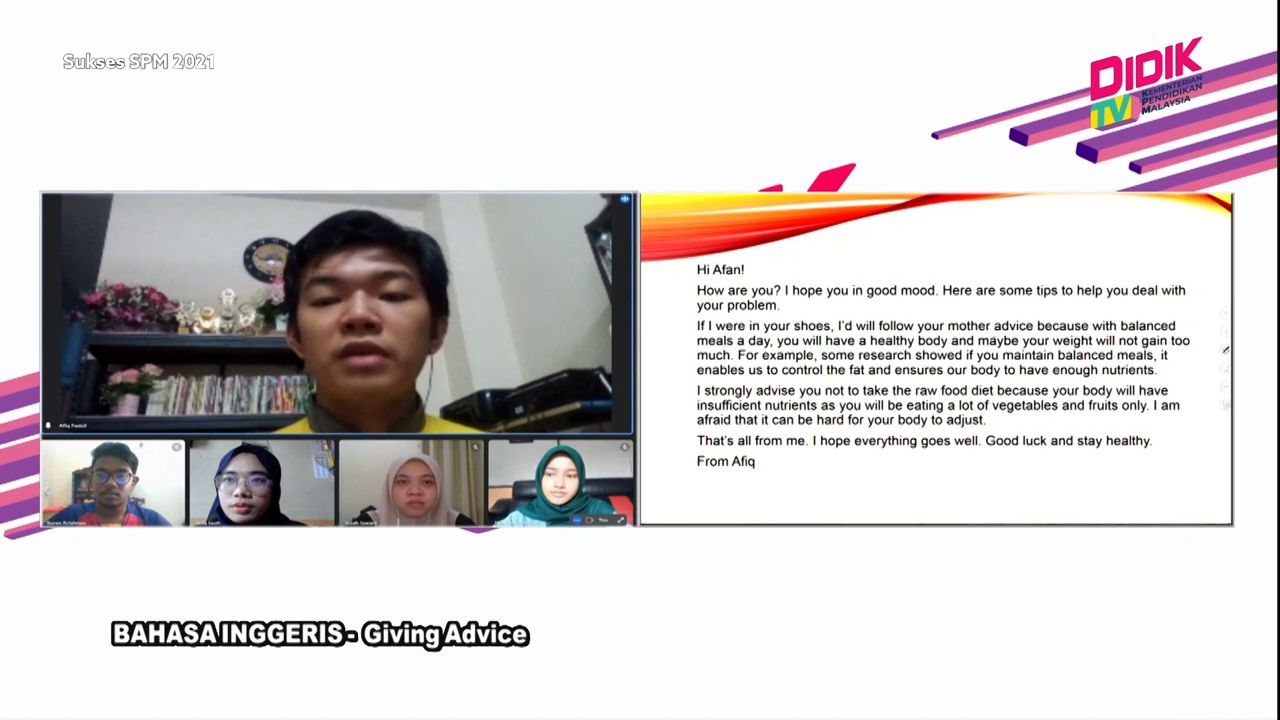 Sukses SPM 2021
DIDIK
TV
KEMENTERIAN
PENDIDIKAN
MALAYSIA
Hi Afan!
How are you? I hope you in good mood. Here are some tips to help you deal with
your problem.
If I were in your shoes, I'd will follow your mother advice because with balanced
meals a day, you will have a healthy body and maybe your weight will not gain too
much. For example, some research showed if you maintain balanced meals, it
enables us to control the fat and ensures our body to have enough nutrients.
I strongly advise you not to take the raw food diet because your body will have
insufficient nutrients as you will be eating a lot of vegetables and fruits only. I am
afraid that it can be hard for your body to adjust.
That's all from me. I hope everything goes well. Good luck and stay healthy.
From Afiq
Afiq Fadzil
You
BAHASA INGGERIS - Giving Advice